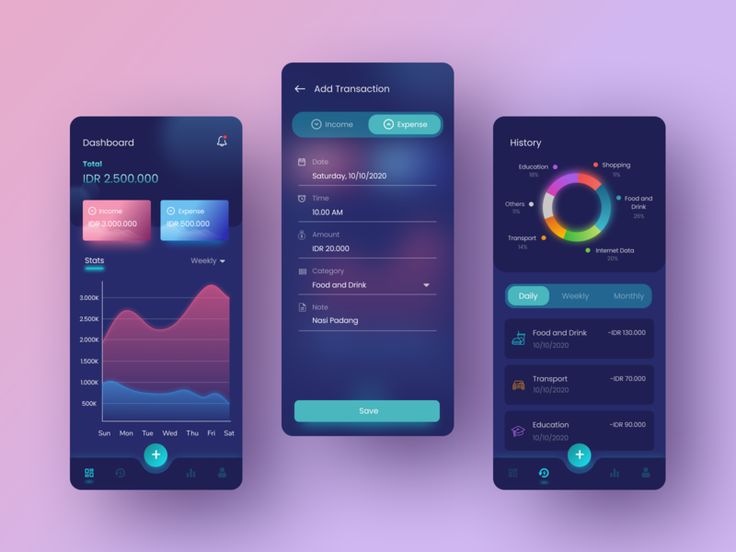 Dashboard
Total
IDR 2.500.000
Income
IDR 3.000.000
Expense
IDR 500.000
Stats
Weekly
3.000K
2.500K
2.000K
1.500K
1.000K
500K
Sun Mon Tue Wed Thu Fri Sat
+
Add Transaction
Income
Expense
Date
Saturday, 10/10/2020
Time
10.00 AM
Amount
IDR 20.000
Category
Food and Drink
Note
Nasi Padang
Save
History
Education
18%
Shopping
11%
Others
11%
Food and
Drink
26%
Transport
14%
Internet Data
20%
Daily Weekly Monthly
Food and Drink -IDR 130.000
10/10/2020
Transport -IDR 70.000
10/10/2020
Education -IDR 90.000
10/10/2020
+